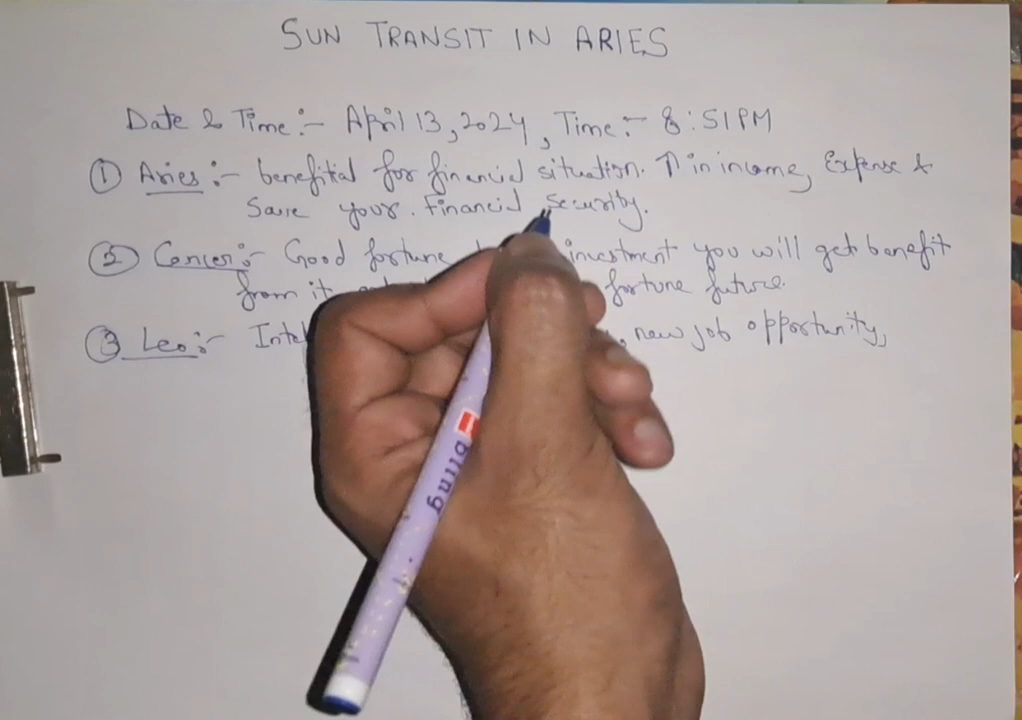 SUN TRANSIT IN ARIES
Date & Time:- April 13, 2024, Time:- 8:51PM
① Aries:- benefitial for financial situation. ↑ in income, Expense &
Save your. Financial Security.
② Cancer:- Good fortune investment you will get benefit
from it fortune future.
③ Leo:- new job opportunity,
bling